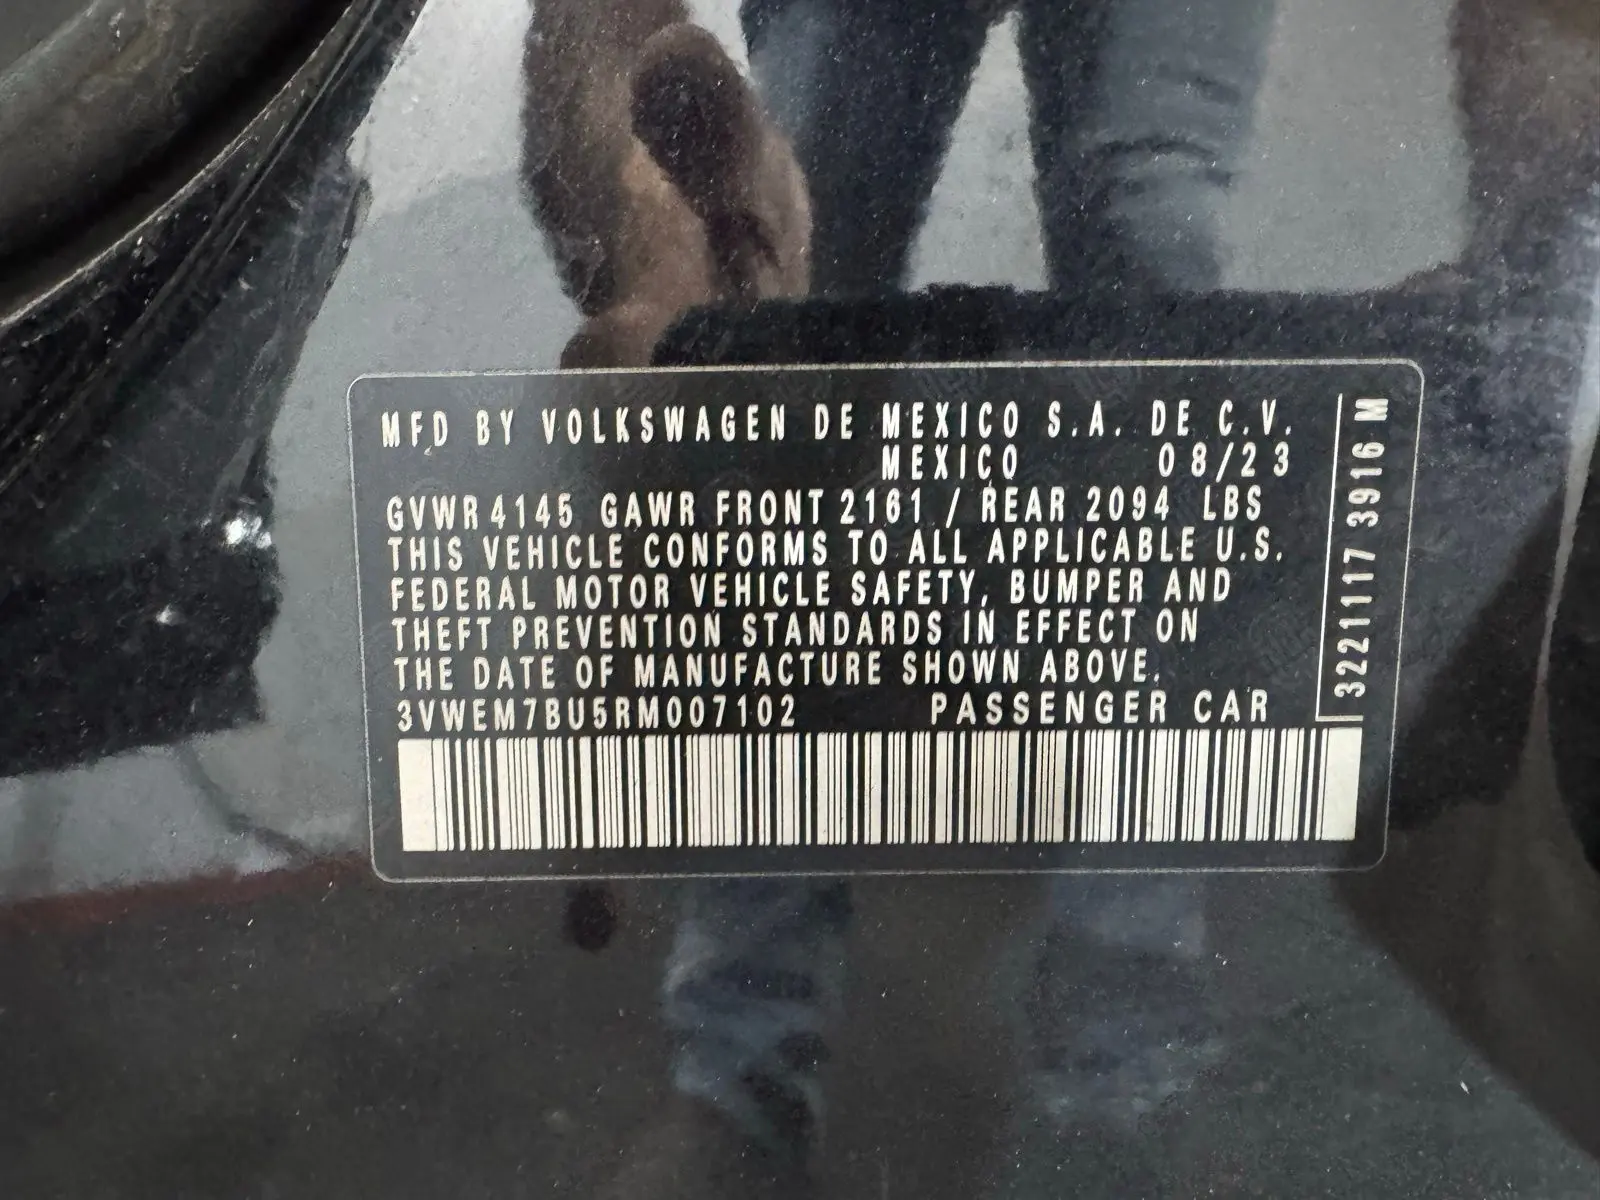 MFD BY VOLKSWAGEN DE MEXICO S.A. DE C.V.
MEXICO 08/23
GVWR 4145 GAWR FRONT 2161 / REAR 2094 LBS
THIS VEHICLE CONFORMS TO ALL APPLICABLE U.S.
FEDERAL MOTOR VEHICLE SAFETY, BUMPER AND
THEFT PREVENTION STANDARDS IN EFFECT ON
THE DATE OF MANUFACTURE SHOWN ABOVE.
3VWEM7BU5RM007102 PASSENGER CAR
3221117 3916 M